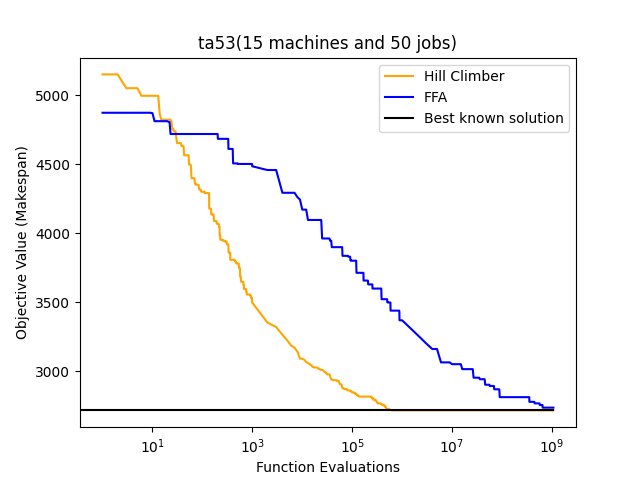 ta53(15 machines and 50 jobs)
Hill Climber
FFA
Best known solution
Objective Value (Makespan)
5000
4500
4000
3500
3000
10^1
10^3
10^5
10^7
10^9
Function Evaluations